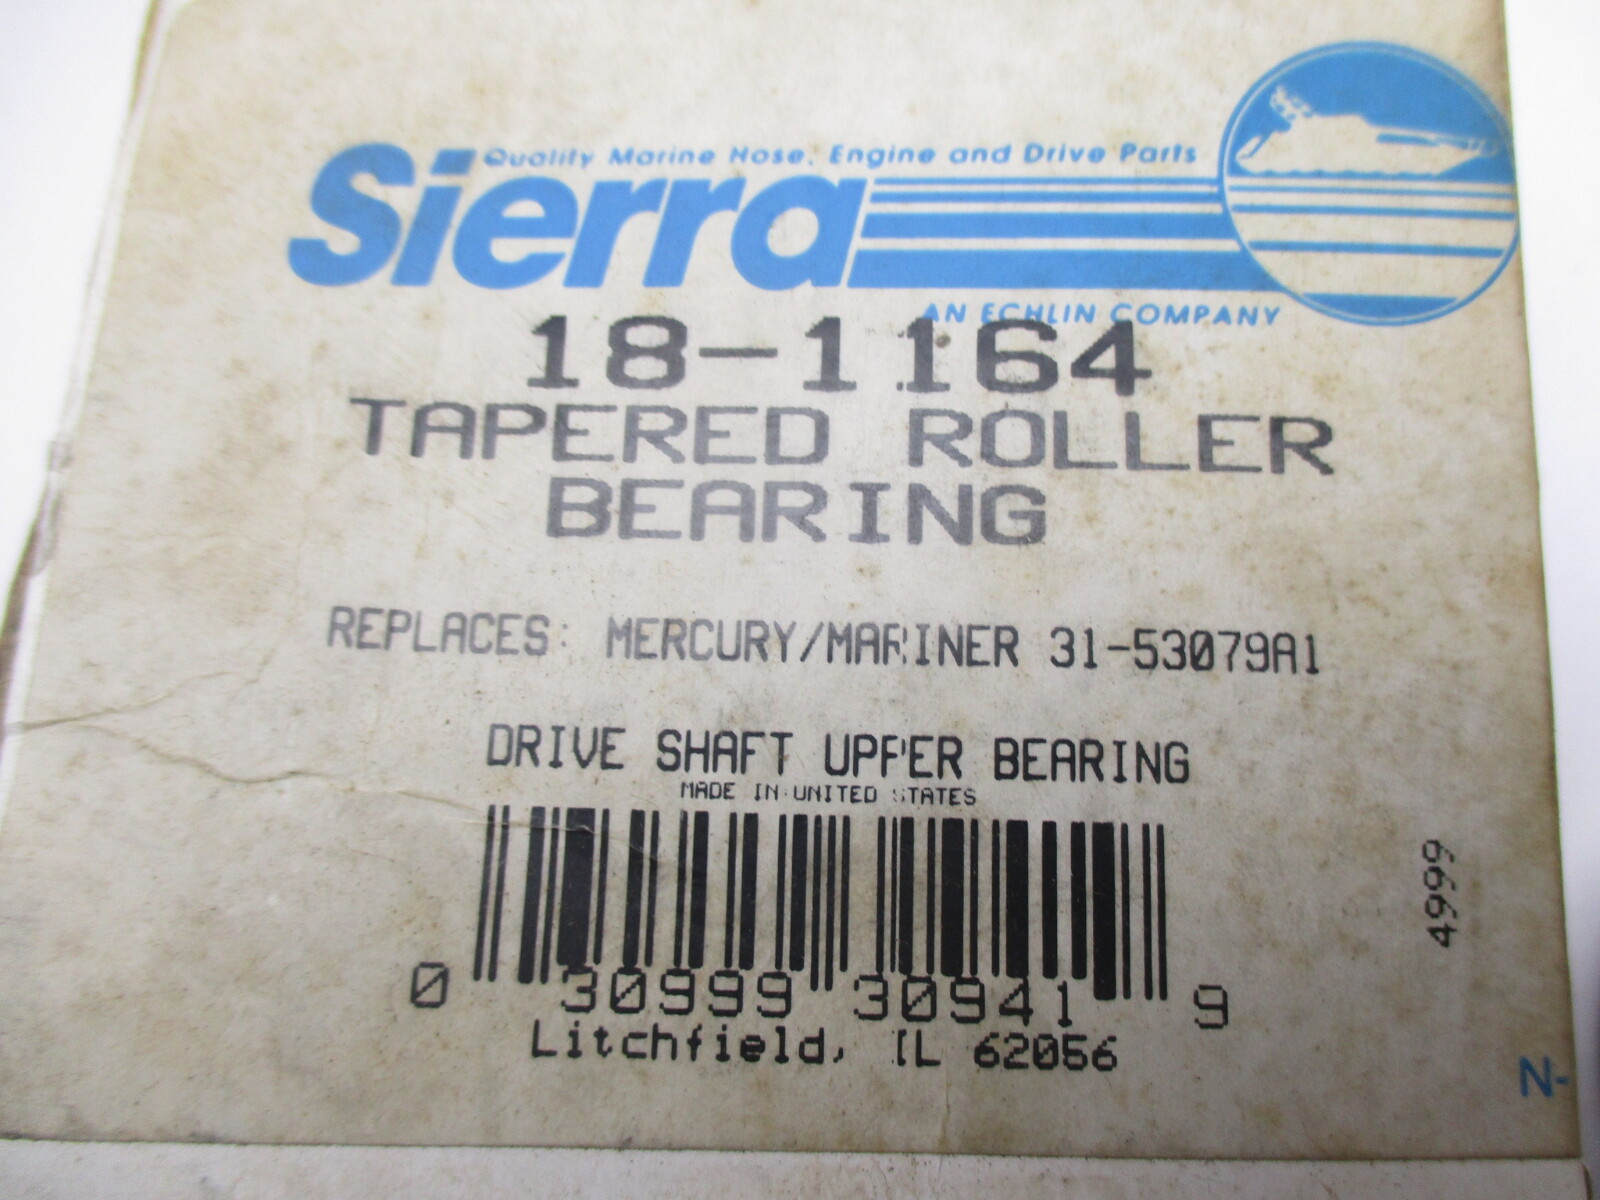 Quality Marine Hose, Engine and Drive Parts
Sierra
AN ECHLIN COMPANY
18-1164
TAPERED ROLLER
BEARING
REPLACES: MERCURY/MARINER 31-53079A1
DRIVE SHAFT UPPER BEARING
MADE IN UNITED STATES
0 30999 30941 9
Litchfield, IL 62056
4999
N-